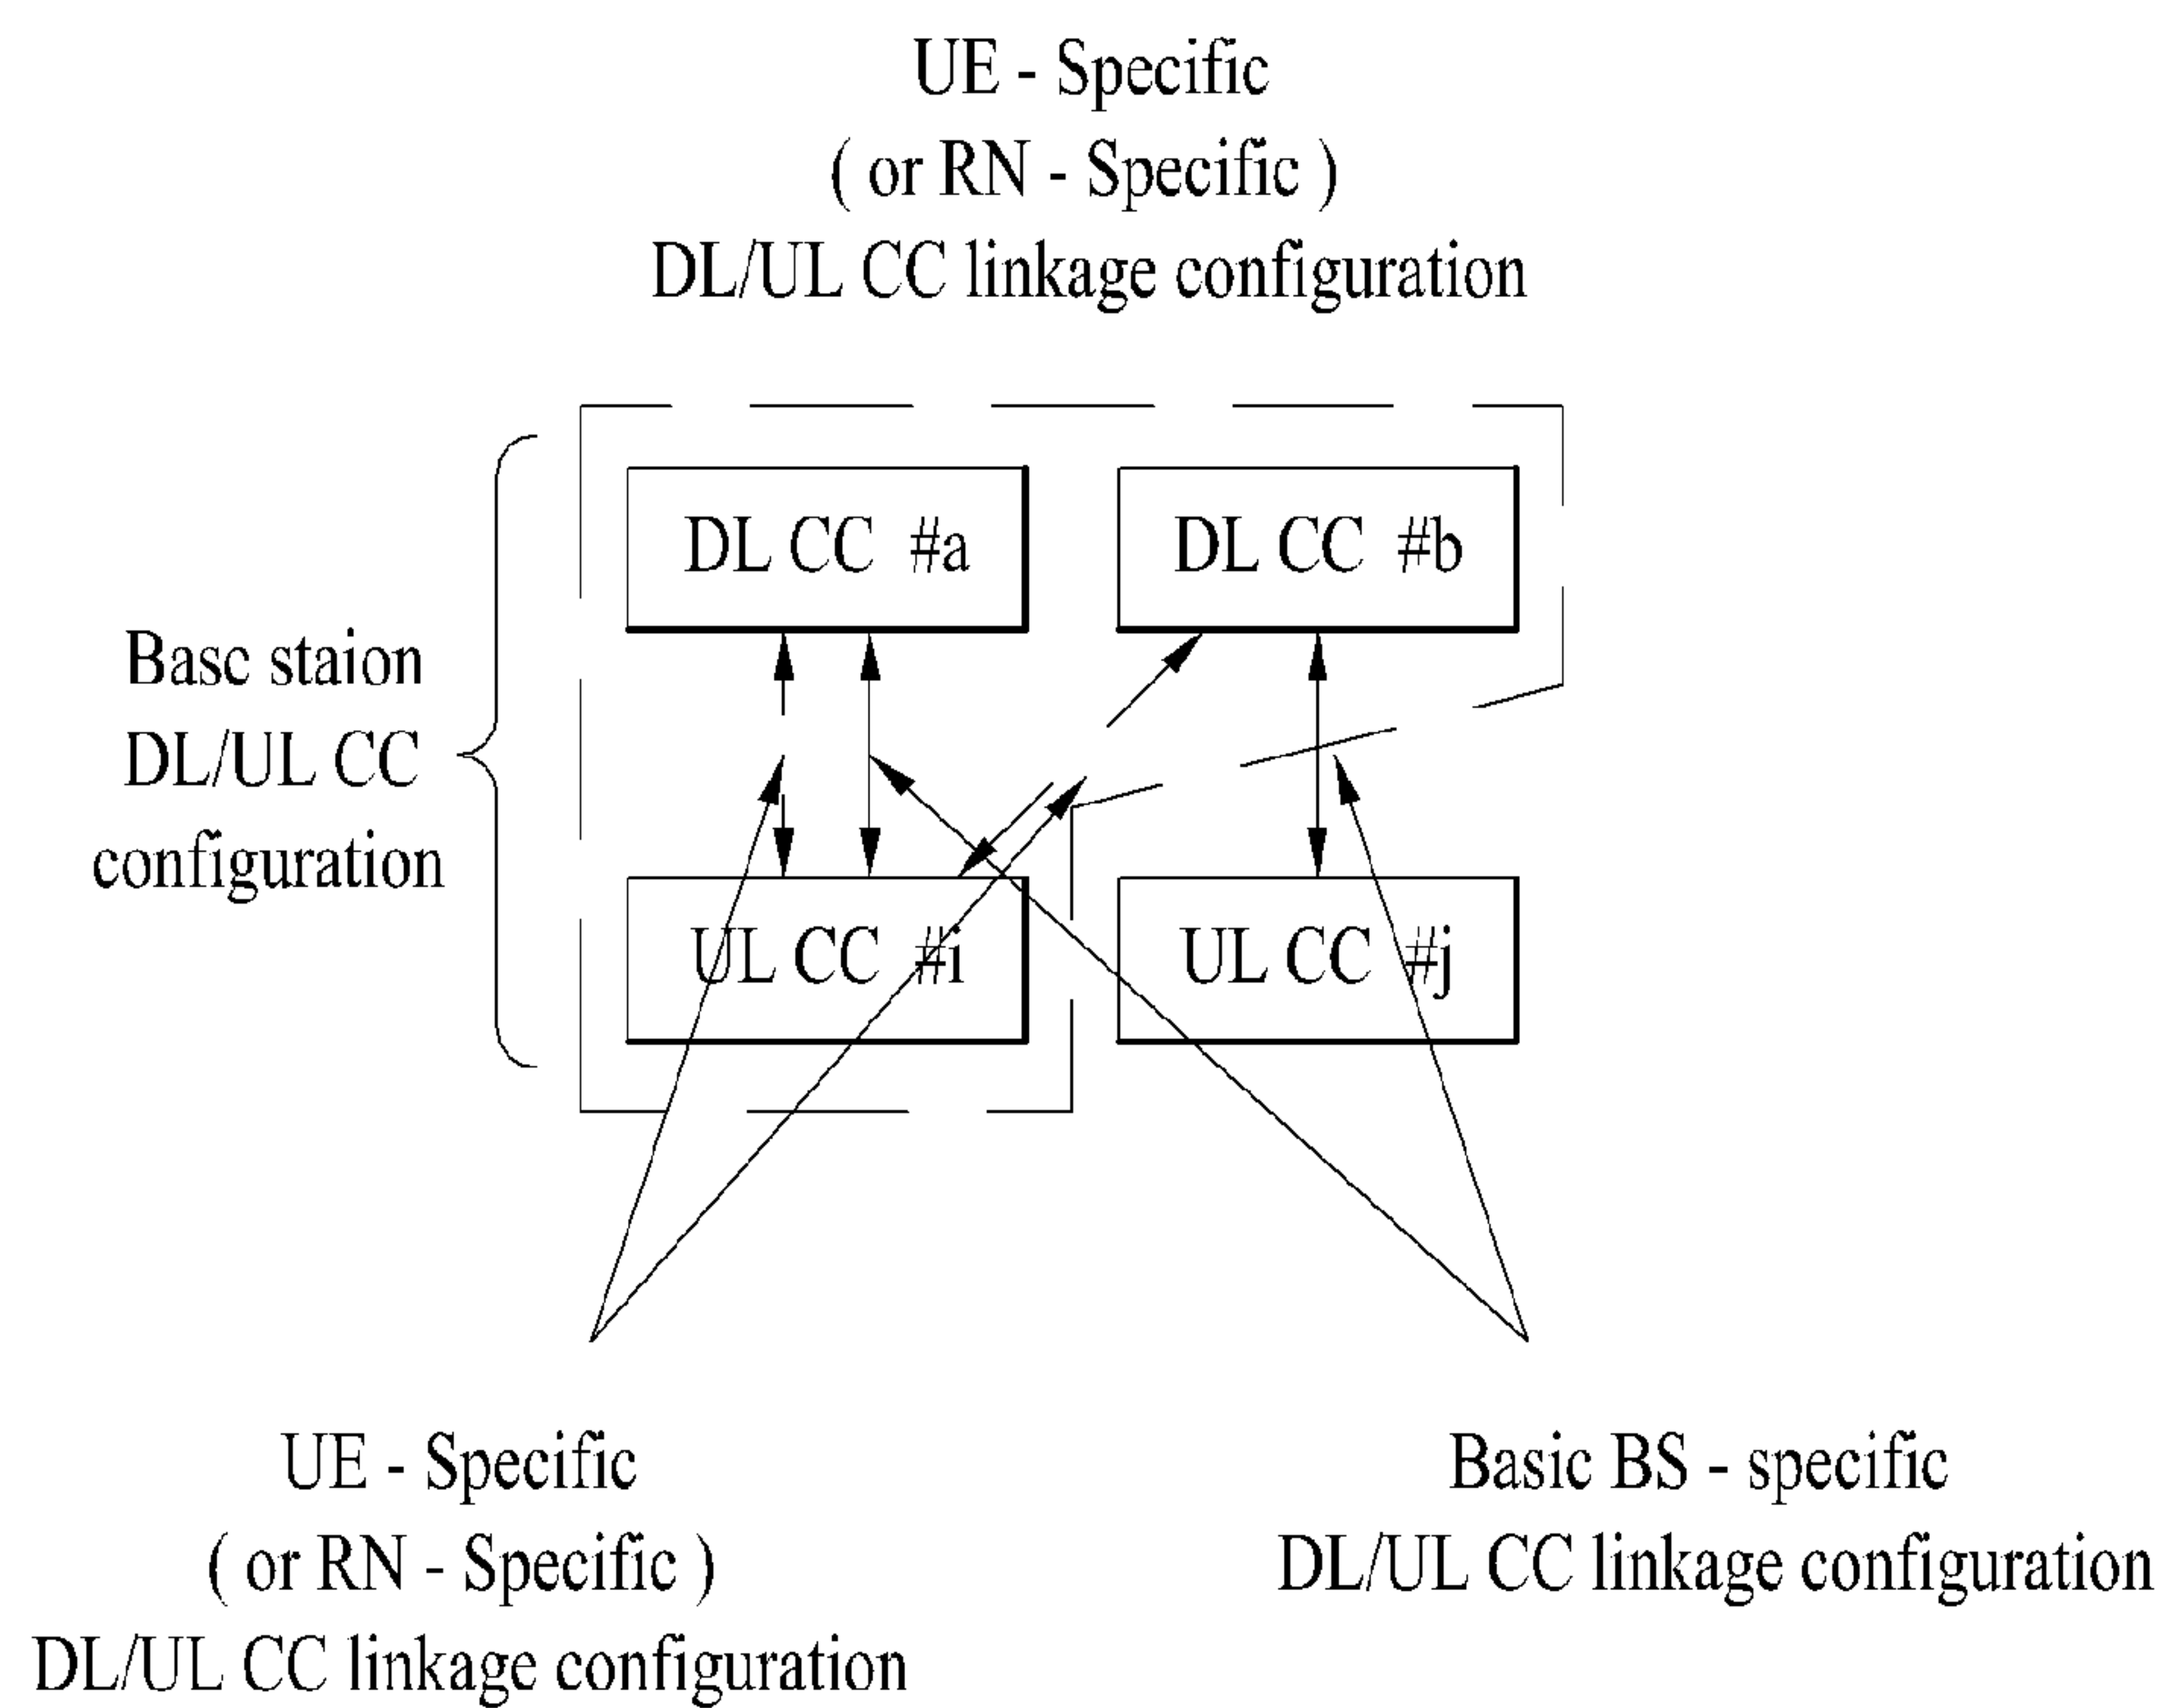 UE - Specific
( or RN - Specific )
DL/UL CC linkage configuration
DL CC #a
DL CC #b
Basc staion
DL/UL CC
configuration
UL CC #i
UL CC #j
UE - Specific
( or RN - Specific )
DL/UL CC linkage configuration
Basic BS - specific
DL/UL CC linkage configuration